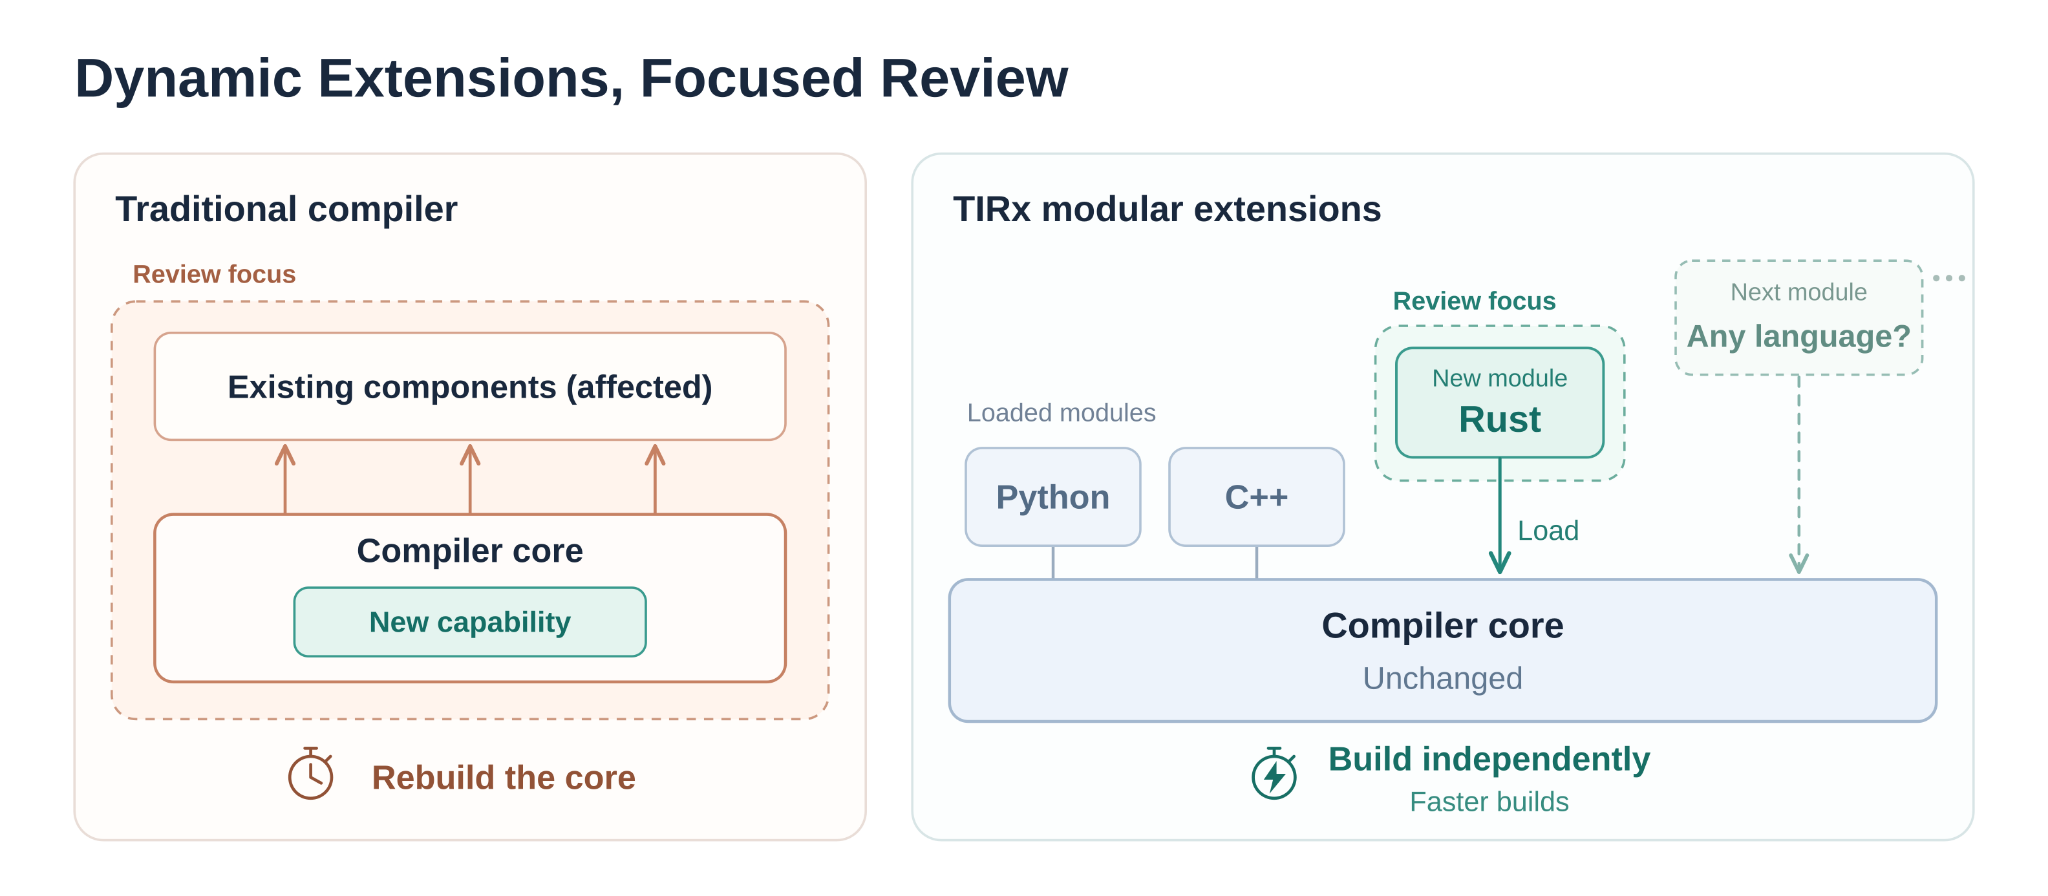 Dynamic Extensions, Focused Review
Traditional compiler
Review focus
Existing components (affected)
Compiler core
New capability
Rebuild the core
TIRx modular extensions
Loaded modules
Python
C++
Review focus
New module
Rust
Load
Next module
Any language?
Compiler core
Unchanged
Build independently
Faster builds